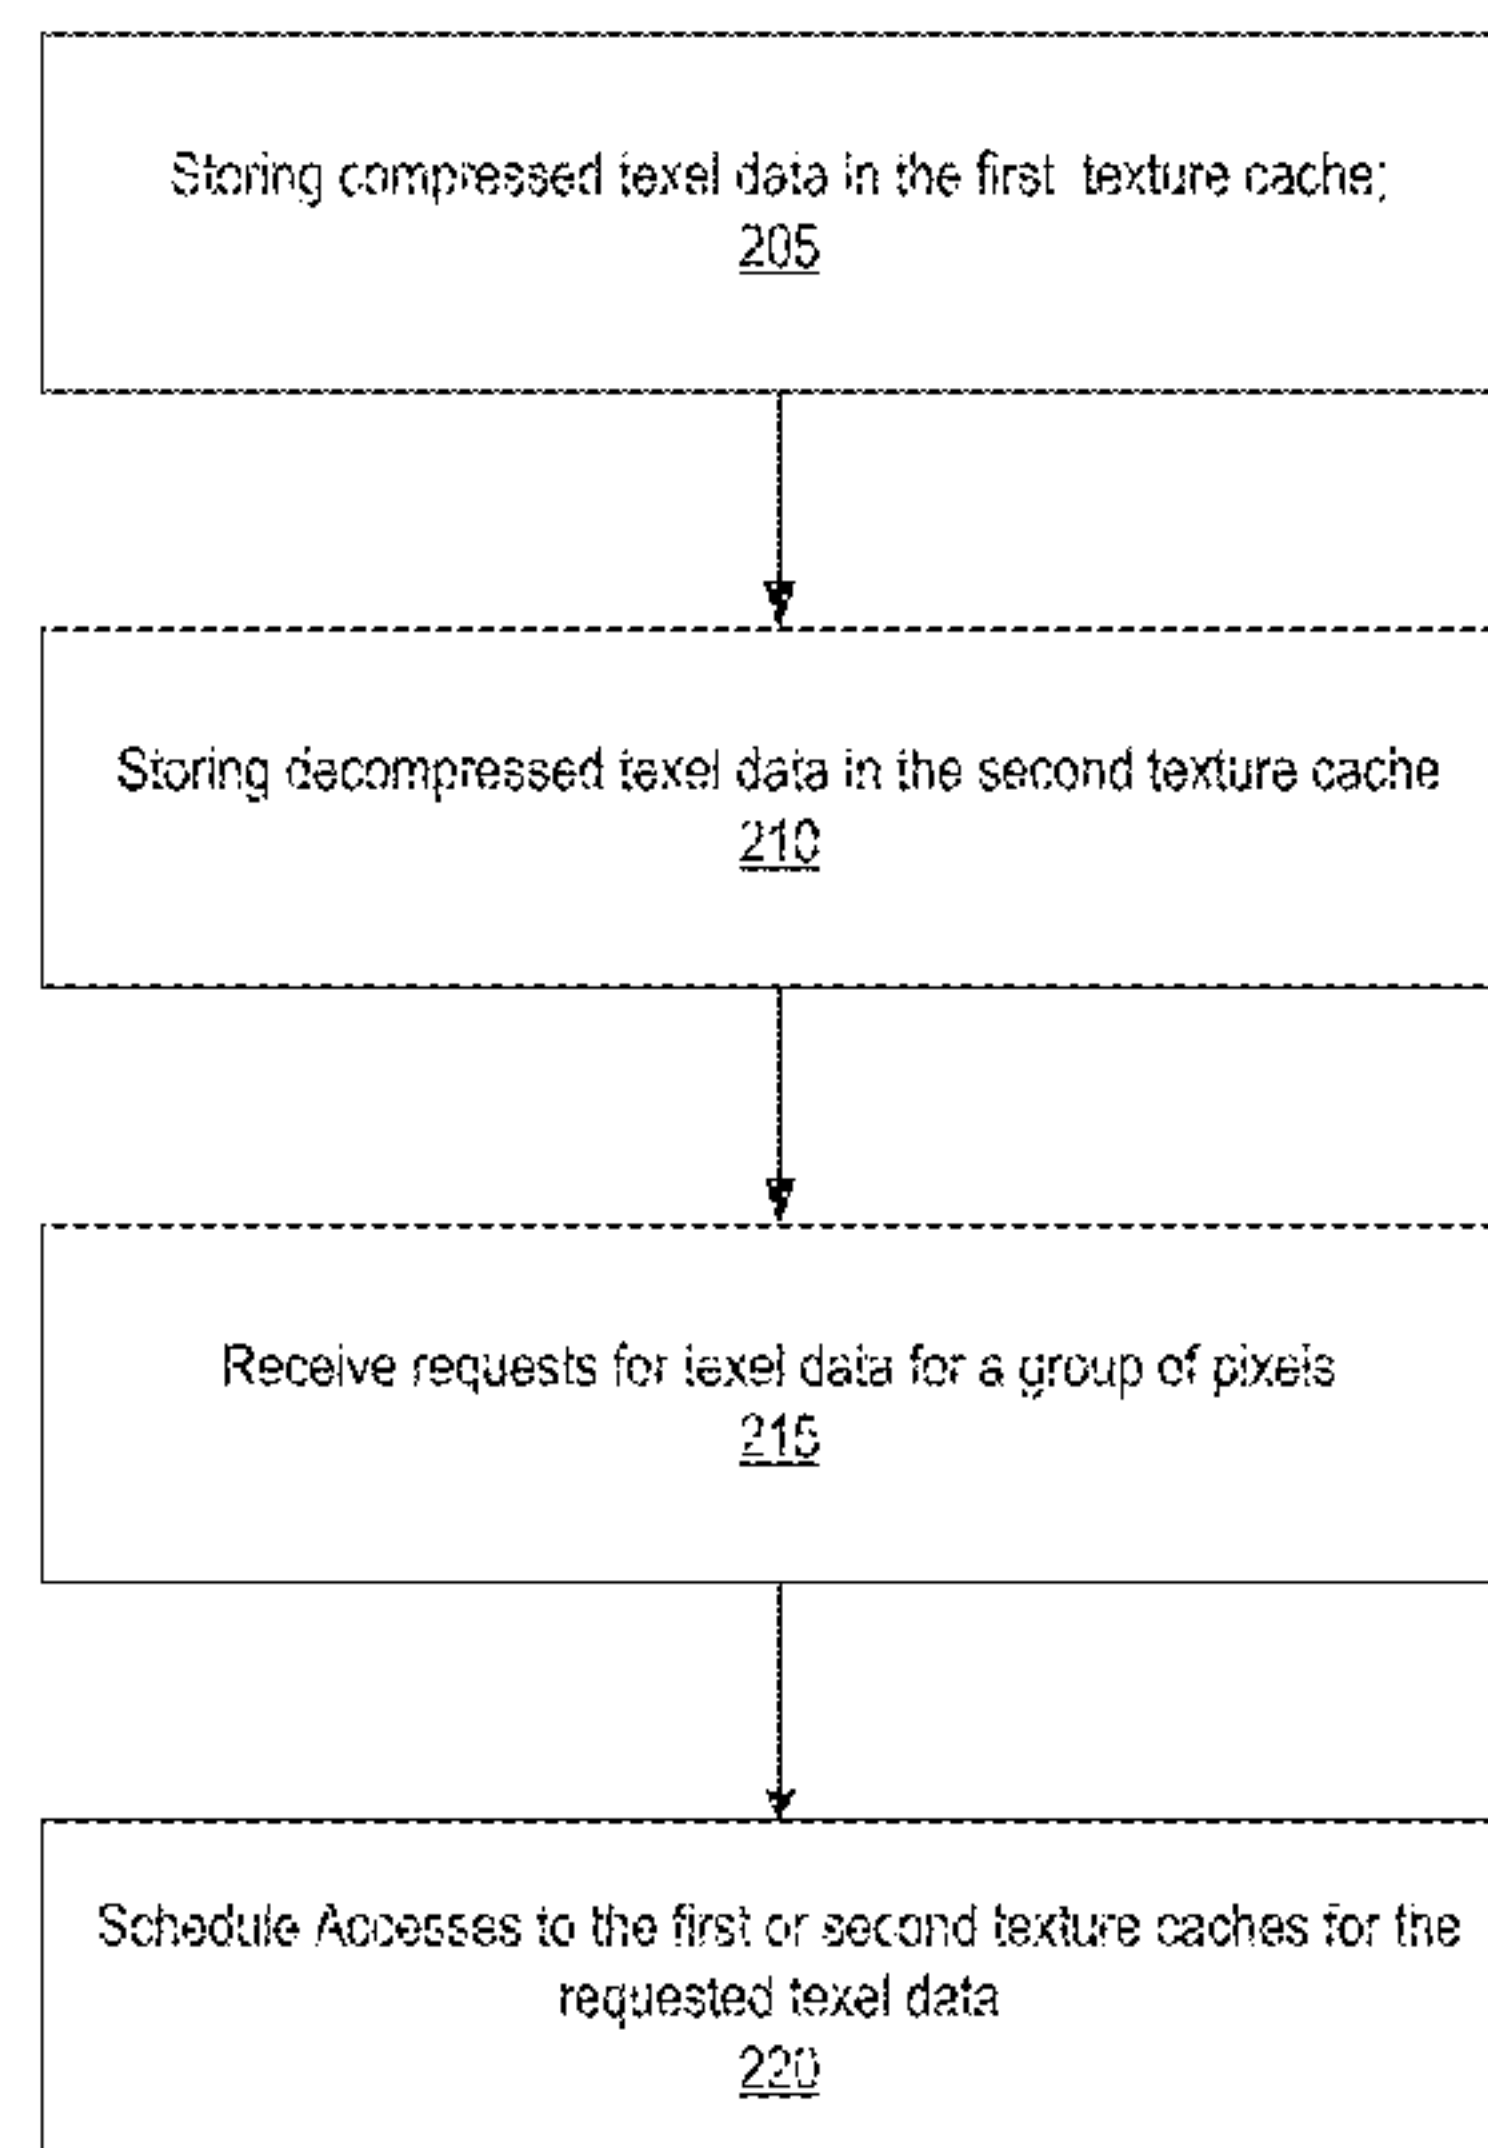 Storing compressed texel data in the first texture cache;
205
Storing decompressed texel data in the second texture cache
210
Receive requests for texel data for a group of pixels
215
Schedule Accesses to the first or second texture caches for the
requested texel data
220